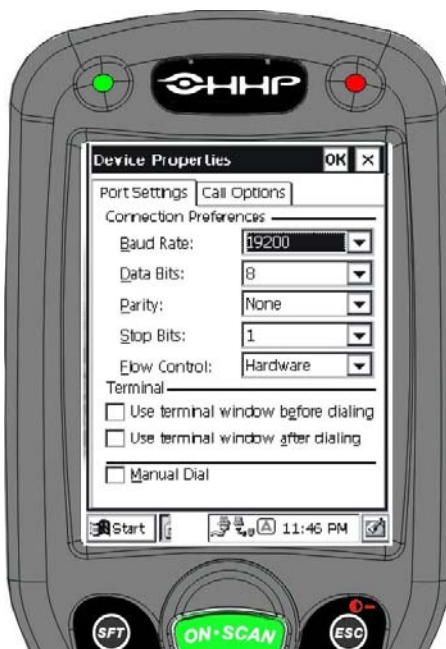 HHP
Device Properties OK ×
Port Settings Call Options
Connection Preferences
Baud Rate: 19200
Data Bits: 8
Parity: None
Stop Bits: 1
Flow Control: Hardware
Terminal
Use terminal window before dialing
Use terminal window after dialing
Manual Dial
Start A 11:46 PM
SFT ON•SCAN ESC